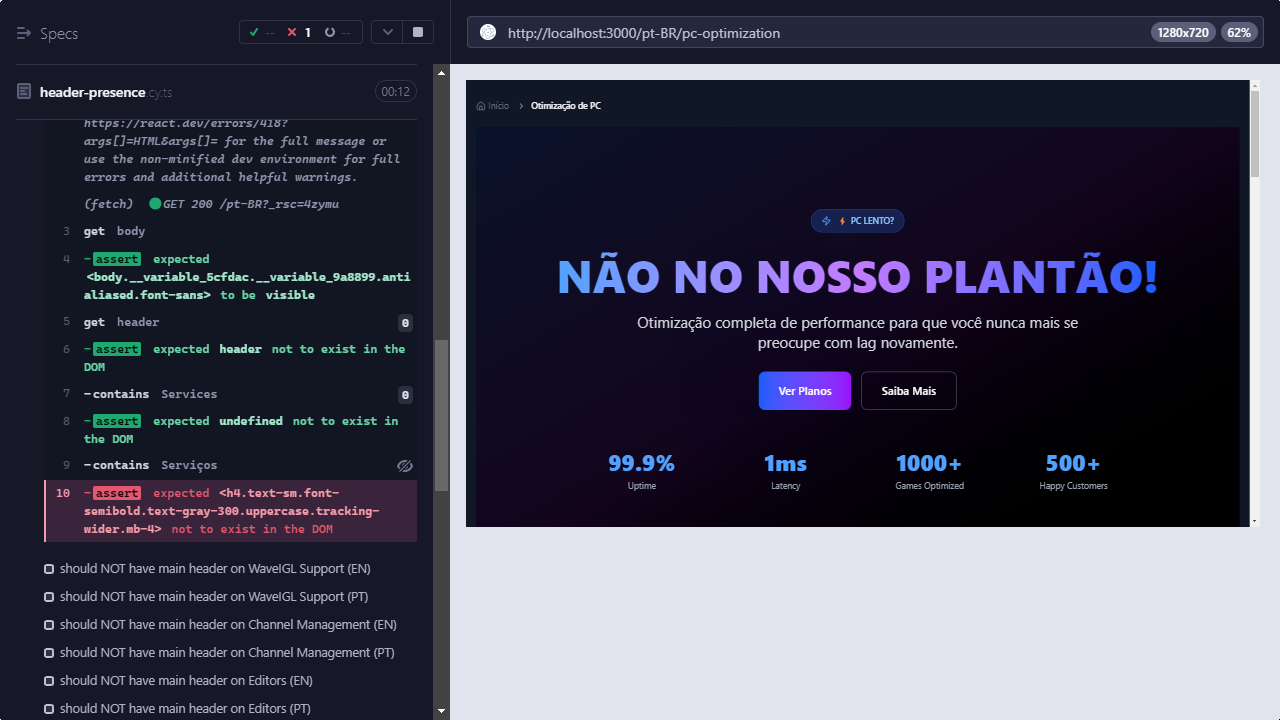 Specs
-- 1 --
http://localhost:3000/pt-BR/pc-optimization
1280x720
62%
header-presence.cy.ts
00:12
https://react.dev/errors/418?
args[]=HTML&args[]= for the full message or
use the non-minified dev environment for full
errors and additional helpful warnings.
(fetch) GET 200 /pt-BR?_rsc=4zymu
3 get body
4 -assert expected
<body.__variable_5cfdac.__variable_9a8899.anti
aliased.font-sans> to be visible
5 get header 0
6 -assert expected header not to exist in the
DOM
7 -contains Services 0
8 -assert expected undefined not to exist in
the DOM
9 -contains Serviços
10 -assert expected <h4.text-sm.font-
semibold.text-gray-300.uppercase.tracking-
wider.mb-4> not to exist in the DOM
should NOT have main header on WaveIGL Support (EN)
should NOT have main header on WaveIGL Support (PT)
should NOT have main header on Channel Management (EN)
should NOT have main header on Channel Management (PT)
should NOT have main header on Editors (EN)
should NOT have main header on Editors (PT)
Início > Otimização de PC
PC LENTO?
NÃO NO NOSSO PLANTÃO!
Otimização completa de performance para que você nunca mais se
preocupe com lag novamente.
Ver Planos
Saiba Mais
99.9% 1ms 1000+ 500+
Uptime Latency Games Optimized Happy Customers